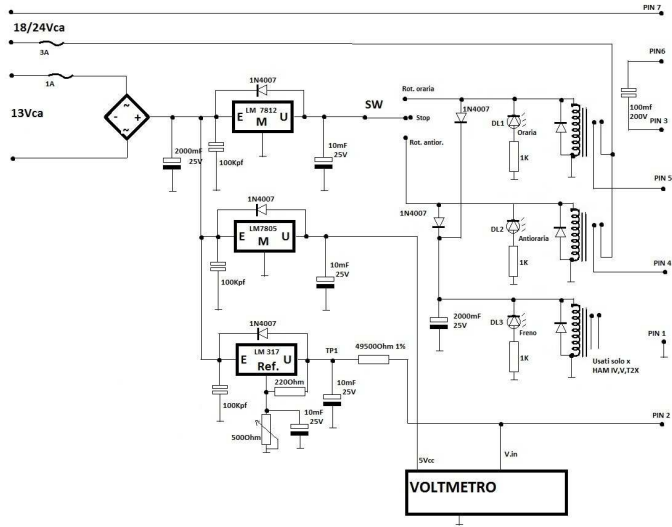 PIN 7
18/24Vca
3A
PIN6
1A
1N4007
13Vca
SW
Rot. oraria
1N4007
100mf
200V
E LM 7812 U
M
Stop
DL1
Oraria
PIN 3
2000mF
25V
100Kpf
10mF
25V
Rot. antior.
1K
PIN 5
1N4007
1N4007
E LM7805 U
M
DL2
Antioraria
100Kpf
10mF
25V
1K
PIN 4
1N4007
2000mF
25V
DL3
Freno
PIN 1
E LM 317 U
Ref.
TP1
49500Ohm 1%
1K
Usati solo x
HAM IV,V,T2X
220Ohm
10mF
25V
100Kpf
10mF
25V
PIN 2
500Ohm
5Vcc
V.in
VOLTMETRO